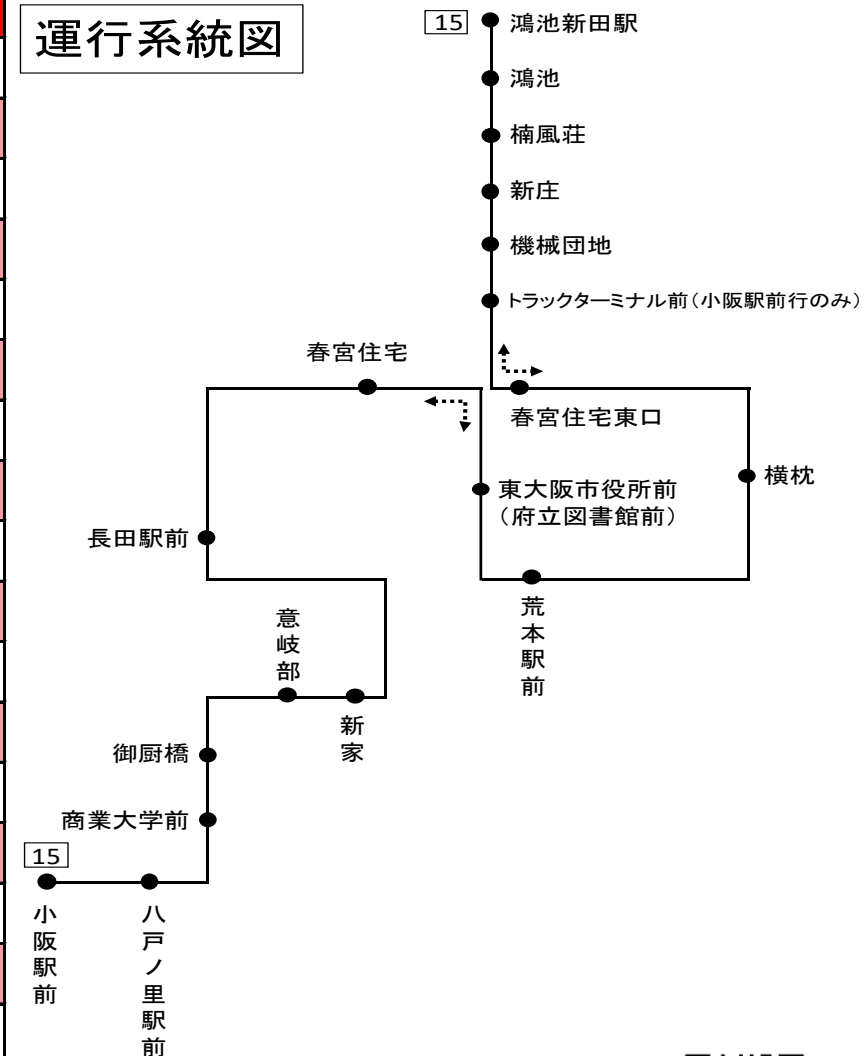 運行系統図
15
鴻池新田駅
鴻池
楠風荘
新庄
機械団地
トラックターミナル前(小阪駅前行のみ)
春宮住宅
春宮住宅東口
横枕
東大阪市役所前
(府立図書館前)
長田駅前
荒本駅前
意岐部
新家
御厨橋
商業大学前
15
小阪駅前
八戸ノ里駅前